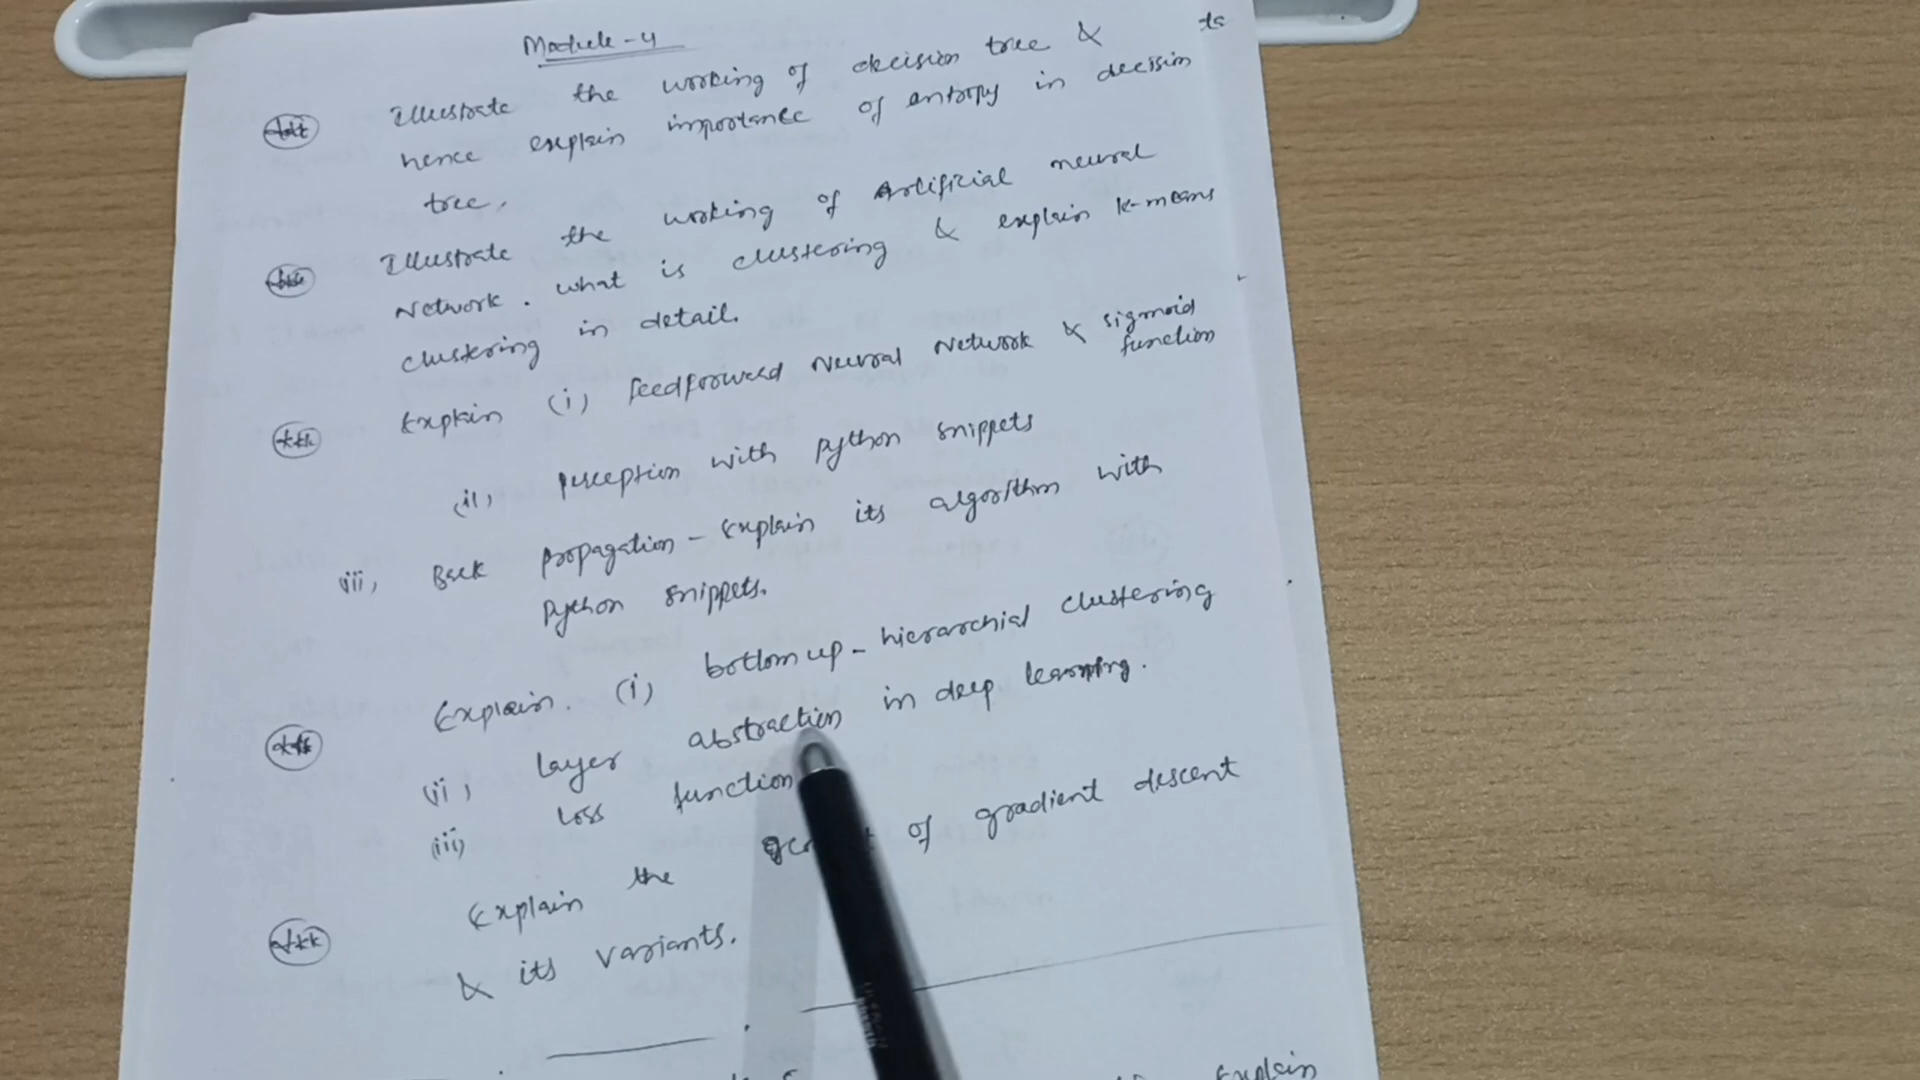 Module-4
Illustrate the working of decision tree &
hence explain importance of entropy in decision
tree.
Illustrate the working of Artificial neural
Network. What is clustering & explain k-means
clustering in detail.
Explain (i) feedforward Neural Network & sigmoid
function
(ii) perception with python snippets
iii, Back propagation - Explain its algorithm with
python snippets.
Explain. (i) bottom up - hierarchial clustering
(ii) layer abstraction in deep learning.
(iii) Loss function
Explain the of gradient descent
& its variants.
Explain